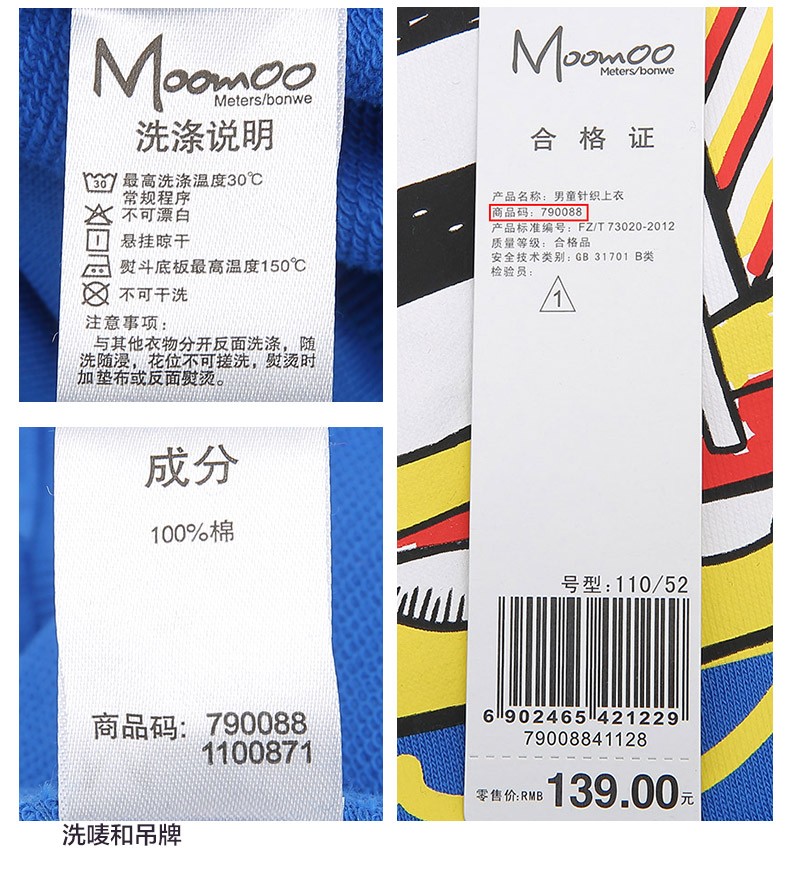 Moomoo
Meters/bonwe
洗涤说明
30
最高洗涤温度30℃
常规程序
不可漂白
悬挂晾干
熨斗底板最高温度150℃
不可干洗
注意事项:
与其他衣物分开反面洗涤，随
洗随浸，花位不可搓洗，熨烫时
加垫布或反面熨烫。
成分
100%棉
商品码: 790088
1100871
Moomoo
Meters/bonwe
合格证
产品名称: 男童针织上衣
商品码: 790088
产品标准编号: FZ/T 73020-2012
质量等级: 合格品
安全技术类别: GB 31701 B类
检验员:
1
号型:110/52
6 902465 421229
79008841128
零售价:RMB 139.00元
洗唛和吊牌